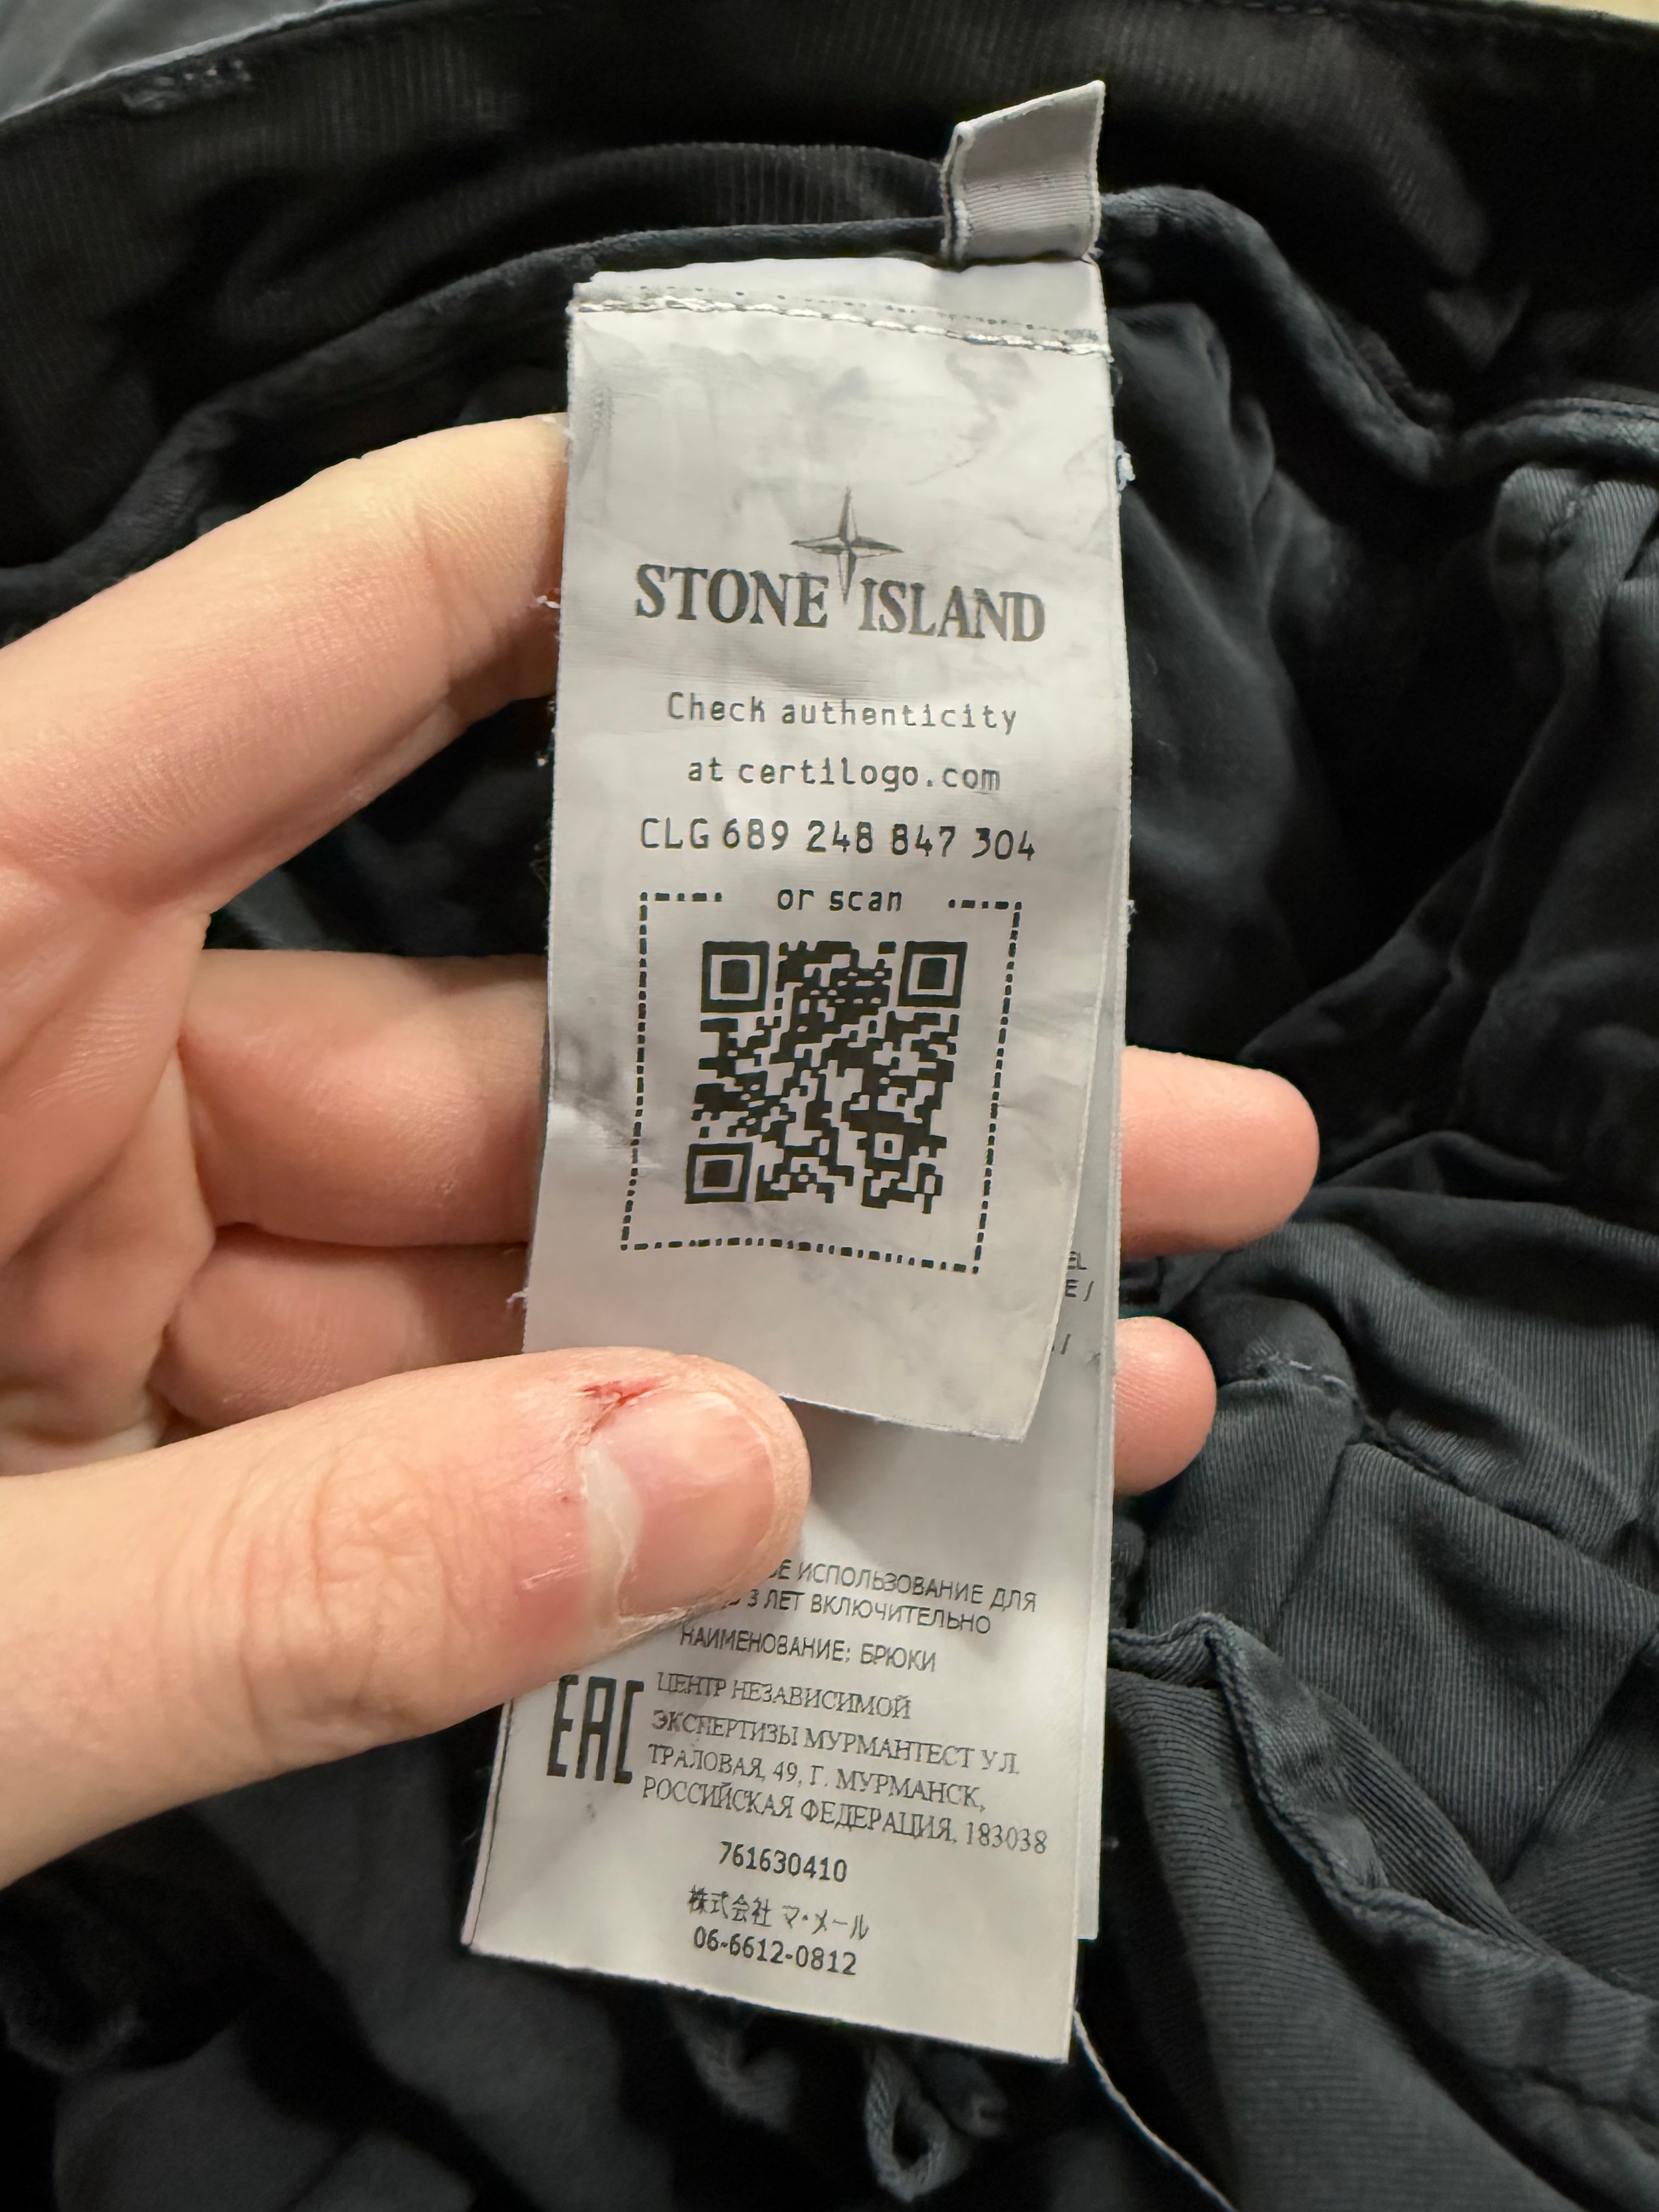 STONE ISLAND
Check authenticity
at certilogo.com
CLG 689 248 847 304
or scan
EL
E /
/
ИСПОЛЬЗОВАНИЕ ДЛЯ
3 ЛЕТ ВКЛЮЧИТЕЛЬНО
НАИМЕНОВАНИЕ: БРЮКИ
EAC
ЦЕНТР НЕЗАВИСИМОЙ
ЭКСПЕРТИЗЫ МУРМАНТЕСТ УЛ.
ТРАЛОВАЯ, 49, Г. МУРМАНСК,
РОССИЙСКАЯ ФЕДЕРАЦИЯ, 183038
761630410
株式会社 マ・メール
06-6612-0812